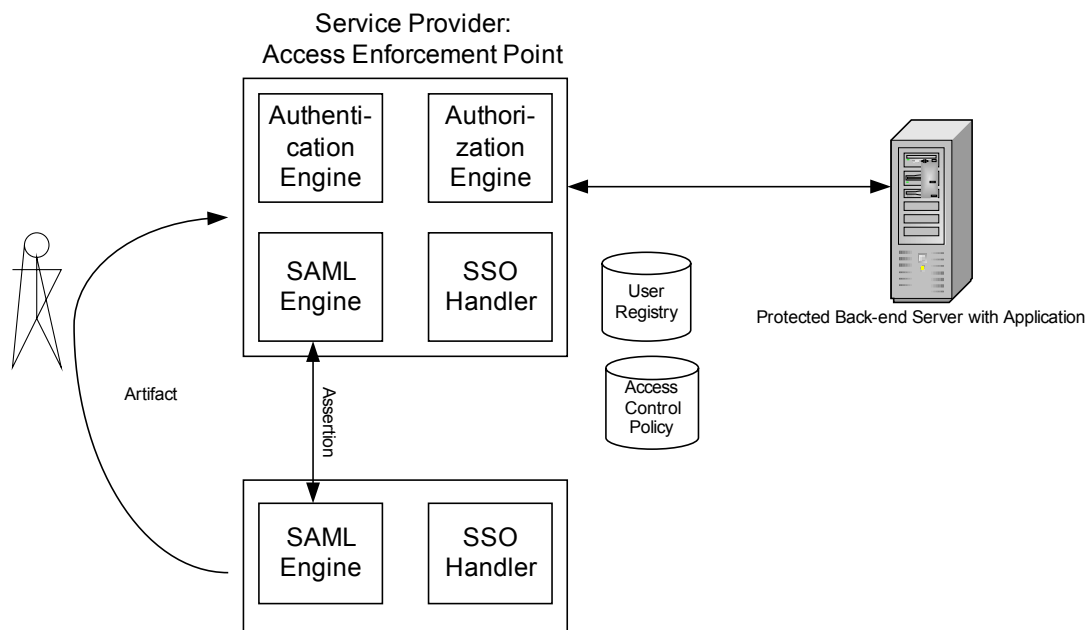 Service Provider:
Access Enforcement Point
Authenti-
cation
Engine
Authori-
zation
Engine
SAML
Engine
SSO
Handler
User
Registry
Protected Back-end Server with Application
Access
Control
Policy
Artifact
Assertion
SAML
Engine
SSO
Handler